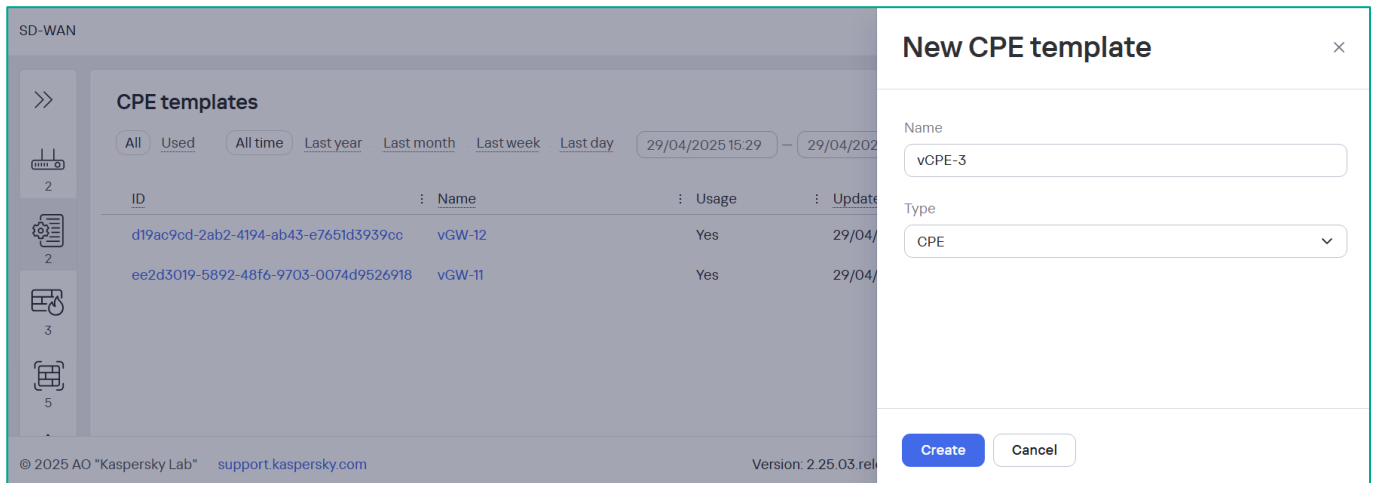 SD-WAN
New CPE template
CPE templates
All Used All time Last year Last month Last week Last day 29/04/2025 15:29 — 29/04/202
ID Name Usage Update
d19ac9cd-2ab2-4194-ab43-e7651d3939cc vGW-12 Yes 29/04/
ee2d3019-5892-48f6-9703-0074d9526918 vGW-11 Yes 29/04/
2
2
3
5
Name
vCPE-3
Type
CPE
Create Cancel
© 2025 AO "Kaspersky Lab" support.kaspersky.com Version: 2.25.03.rele